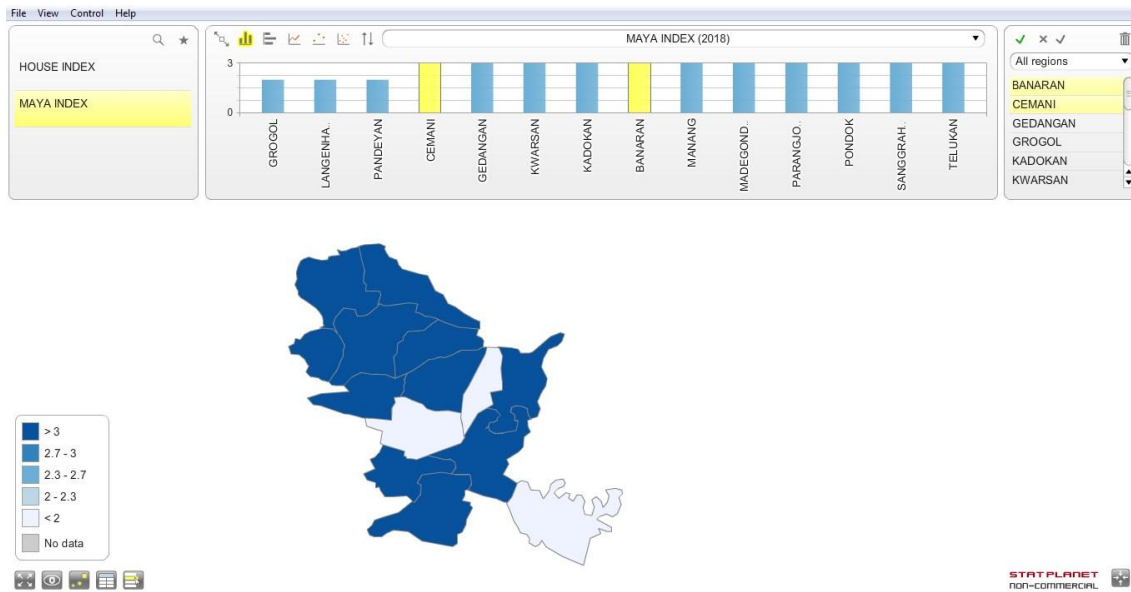 File View Control Help
HOUSE INDEX
MAYA INDEX
MAYA INDEX (2018)
3
0
GROGOL
LANGENHA..
PANDEYAN
CEMANI
GEDANGAN
KWARSAN
KADOKAN
BANARAN
MANANG
MADEGOND..
PARANGJO..
PONDOK
SANGGRAH..
TELUKAN
All regions
BANARAN
CEMANI
GEDANGAN
GROGOL
KADOKAN
KWARSAN
> 3
2.7 - 3
2.3 - 2.7
2 - 2.3
< 2
No data
STATPLANET
NON-COMMERCIAL